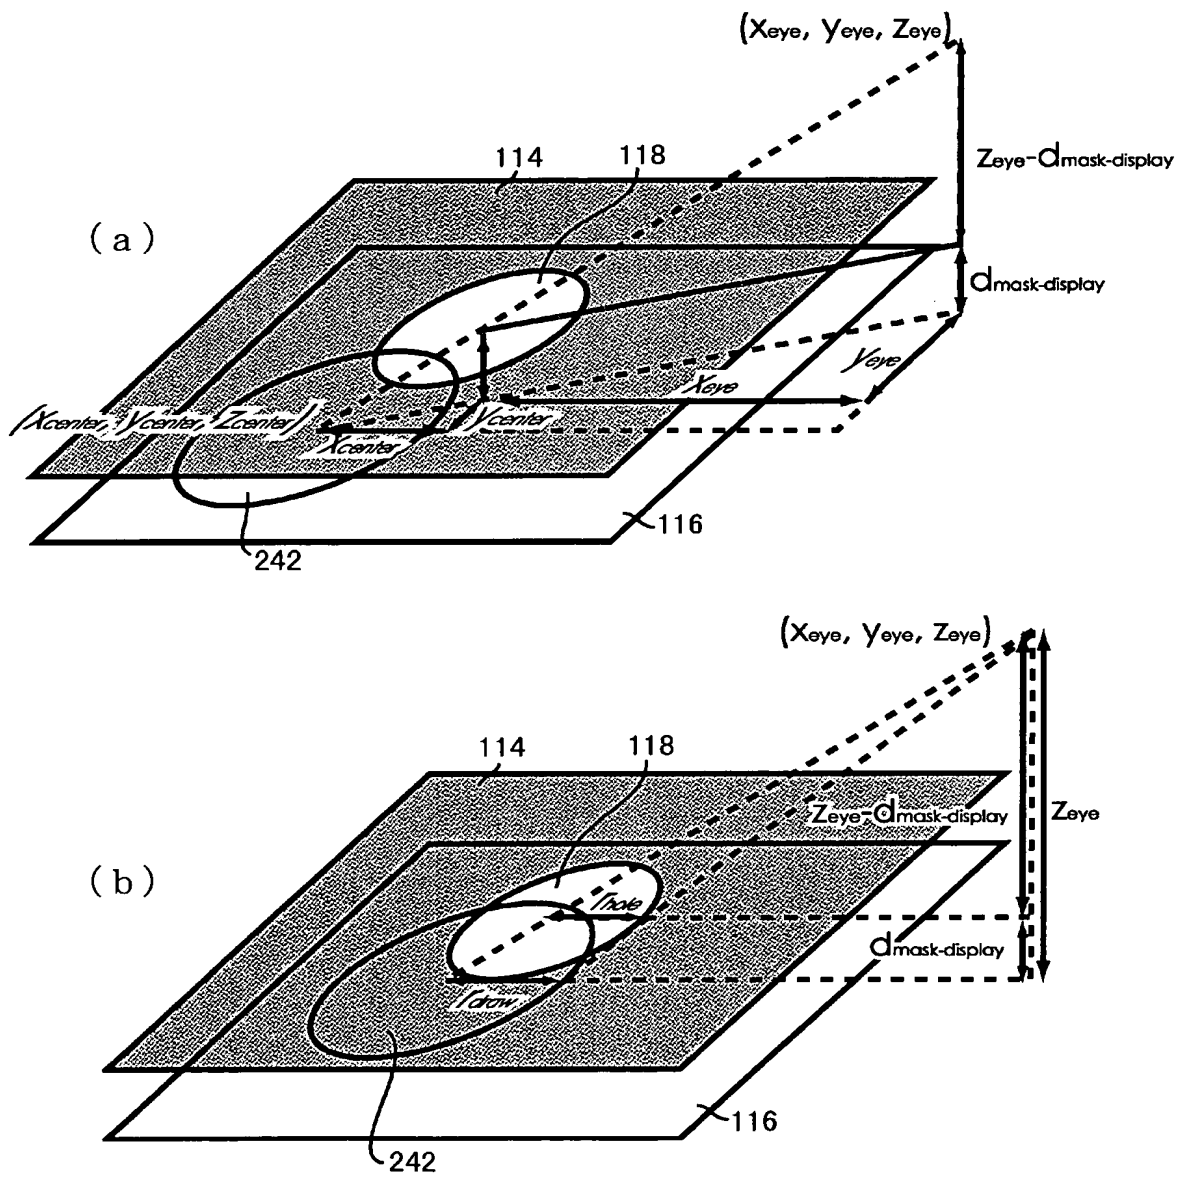 (xeye, yeye, zeye)
zeye-dmask-display
114
118
(a)
dmask-display
yeye
xeye
(xcenter, ycenter, zcenter)
ycenter
xcenter
116
242
(xeye, yeye, zeye)
114
118
zeye-dmask-display
zeye
(b)
rhole
dmask-display
rdraw
116
242